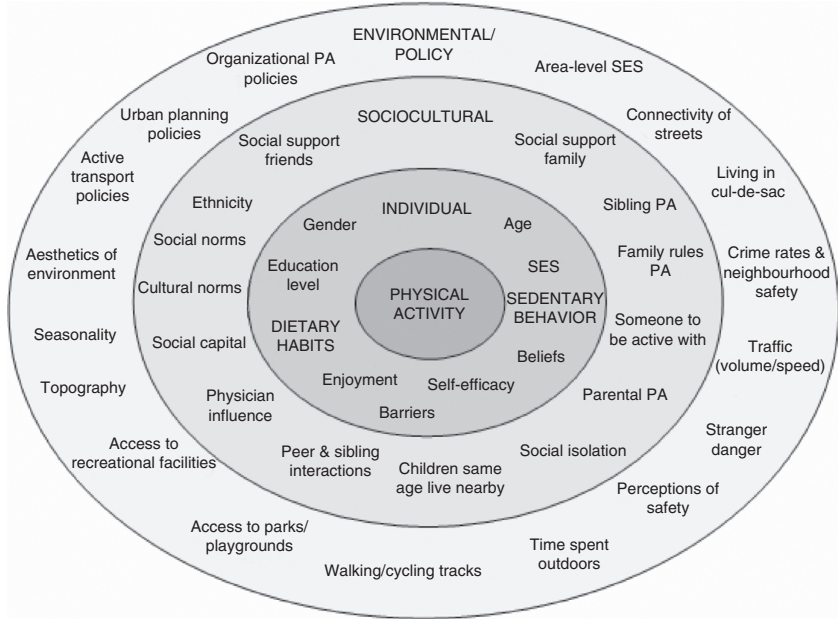 ENVIRONMENTAL/
POLICY
Organizational PA
policies
Area-level SES
Urban planning
policies
Connectivity of
streets
Active
transport
policies
Living in
cul-de-sac
Aesthetics of
environment
Crime rates &
neighbourhood
safety
Seasonality
Traffic
(volume/speed)
Topography
Stranger
danger
Access to
recreational facilities
Perceptions of
safety
Access to parks/
playgrounds
Time spent
outdoors
Walking/cycling tracks
SOCIOCULTURAL
Social support
friends
Social support
family
Ethnicity
Sibling PA
Social norms
Family rules
PA
Cultural norms
Someone to
be active with
Social capital
Parental PA
Physician
influence
Social isolation
Peer & sibling
interactions
Children same
age live nearby
INDIVIDUAL
Gender
Age
Education
level
SES
SEDENTARY
BEHAVIOR
DIETARY
HABITS
Beliefs
Enjoyment
Self-efficacy
Barriers
PHYSICAL
ACTIVITY